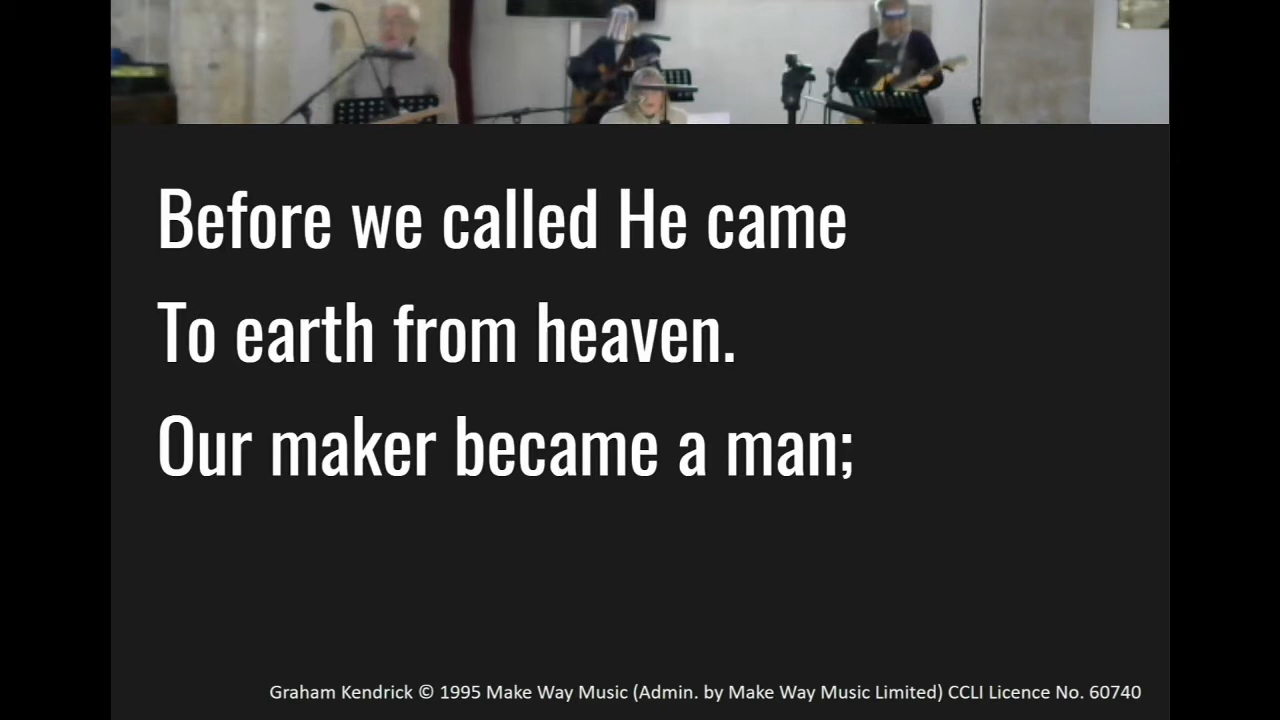 Before we called He came
To earth from heaven.
Our maker became a man;
Graham Kendrick © 1995 Make Way Music (Admin. by Make Way Music Limited) CCLI Licence No. 60740